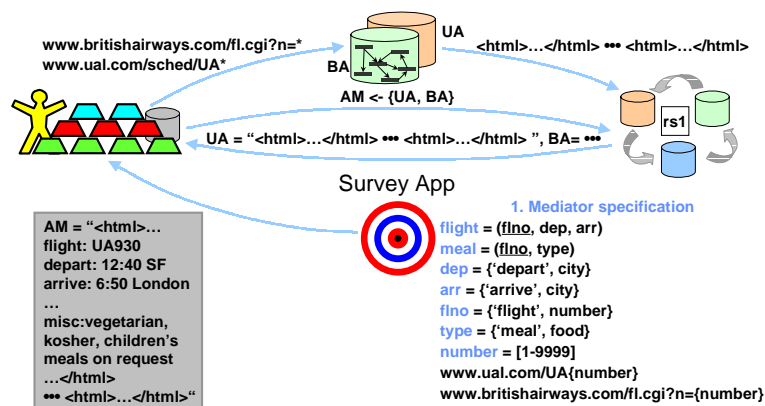 www.britishairways.com/fl.cgi?n=*
www.ual.com/sched/UA*
UA
BA
<html>…</html> ••• <html>…</html>
AM <- {UA, BA}
UA = “<html>…</html> ••• <html>…</html> ”, BA= •••
rs1
Survey App
AM = “<html>…
flight: UA930
depart: 12:40 SF
arrive: 6:50 London
…
misc:vegetarian,
kosher, children’s
meals on request
…</html>
••• <html>…</html>“
1. Mediator specification
flight = (flno, dep, arr)
meal = (flno, type)
dep = {‘depart’, city}
arr = {‘arrive’, city}
flno = {‘flight’, number}
type = {‘meal’, food}
number = [1-9999]
www.ual.com/UA{number}
www.britishairways.com/fl.cgi?n={number}